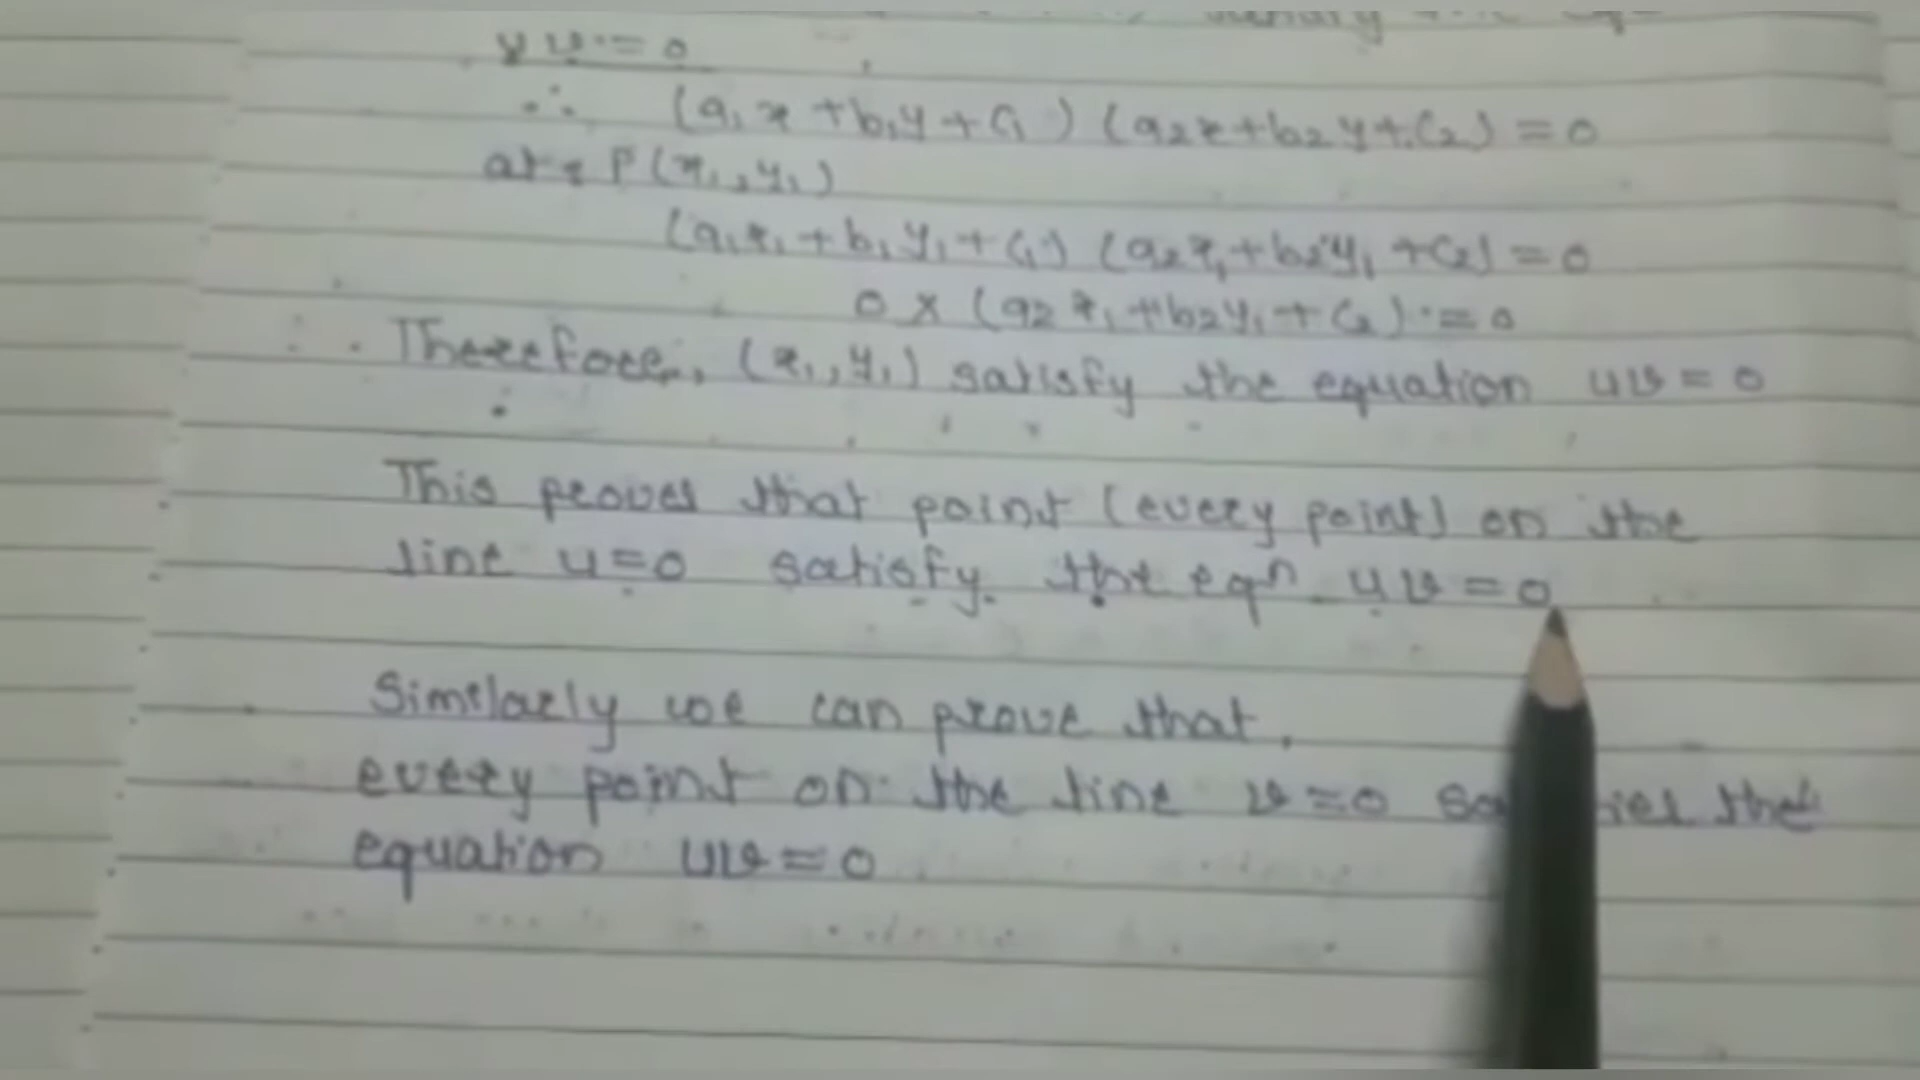 uv = 0
∴ (a₁x + b₁y + c₁) (a₂x + b₂y + c₂) = 0
at P(x₁, y₁)
(a₁x₁ + b₁y₁ + c₁) (a₂x₁ + b₂y₁ + c₂) = 0
0 × (a₂x₁ + b₂y₁ + c₂) = 0
Therefore, (x₁, y₁) satisfy the equation uv = 0
This proves that point (every point) on the
line u=0 satisfy the eqⁿ uv = 0
Similarly we can prove that,
every point on the line v=0 the
equation uv = 0